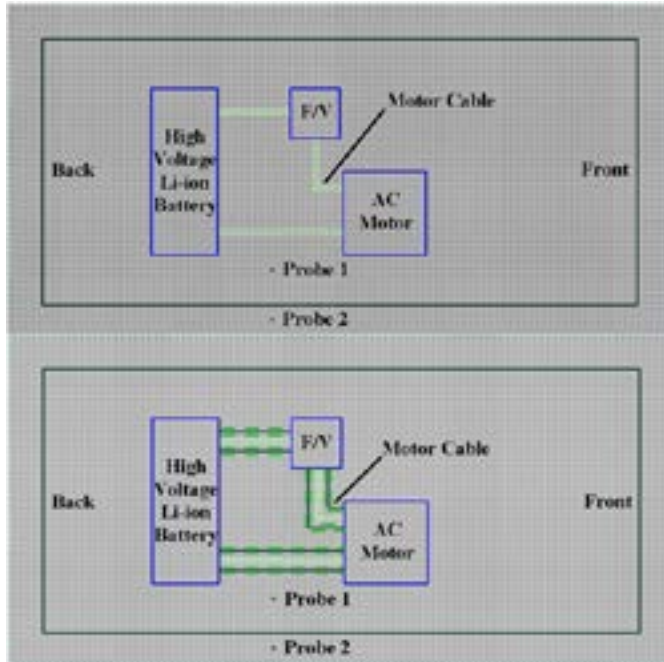 F/V
Motor Cable
High
Voltage
Li-ion
Battery
Back
Front
AC
Motor
- Probe 1
- Probe 2
F/V
Motor Cable
High
Voltage
Li-ion
Battery
Back
Front
AC
Motor
- Probe 1
- Probe 2